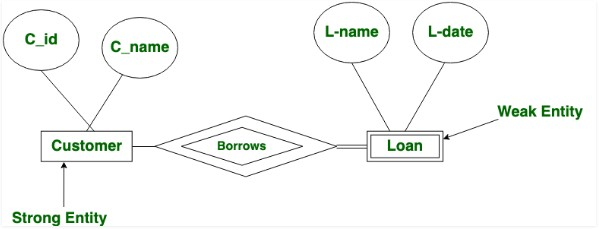 C_id
C_name
L-name
L-date
Weak Entity
Customer
Borrows
Loan
Strong Entity